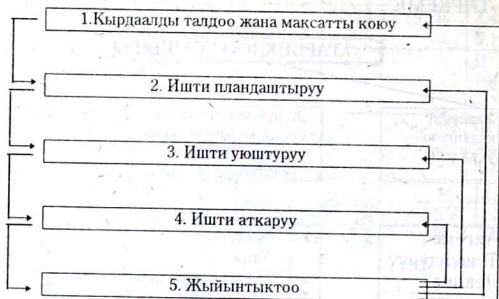 1.Кырдаалды талдоо жана максатты коюу
2. Ишти пландаштыруу
3. Ишти уюштуруу
4. Ишти аткаруу
5. Жыйынтыктоо